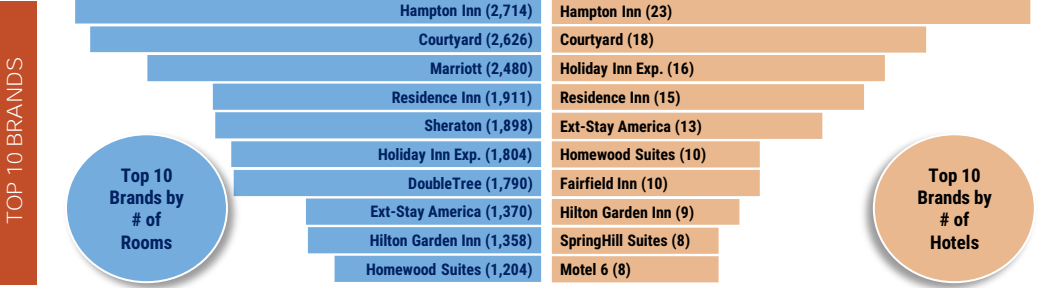 TOP 10 BRANDS
Hampton Inn (2,714)
Courtyard (2,626)
Marriott (2,480)
Residence Inn (1,911)
Sheraton (1,898)
Holiday Inn Exp. (1,804)
DoubleTree (1,790)
Ext-Stay America (1,370)
Hilton Garden Inn (1,358)
Homewood Suites (1,204)
Top 10
Brands by
# of
Rooms
Hampton Inn (23)
Courtyard (18)
Holiday Inn Exp. (16)
Residence Inn (15)
Ext-Stay America (13)
Homewood Suites (10)
Fairfield Inn (10)
Hilton Garden Inn (9)
SpringHill Suites (8)
Motel 6 (8)
Top 10
Brands by
# of
Hotels